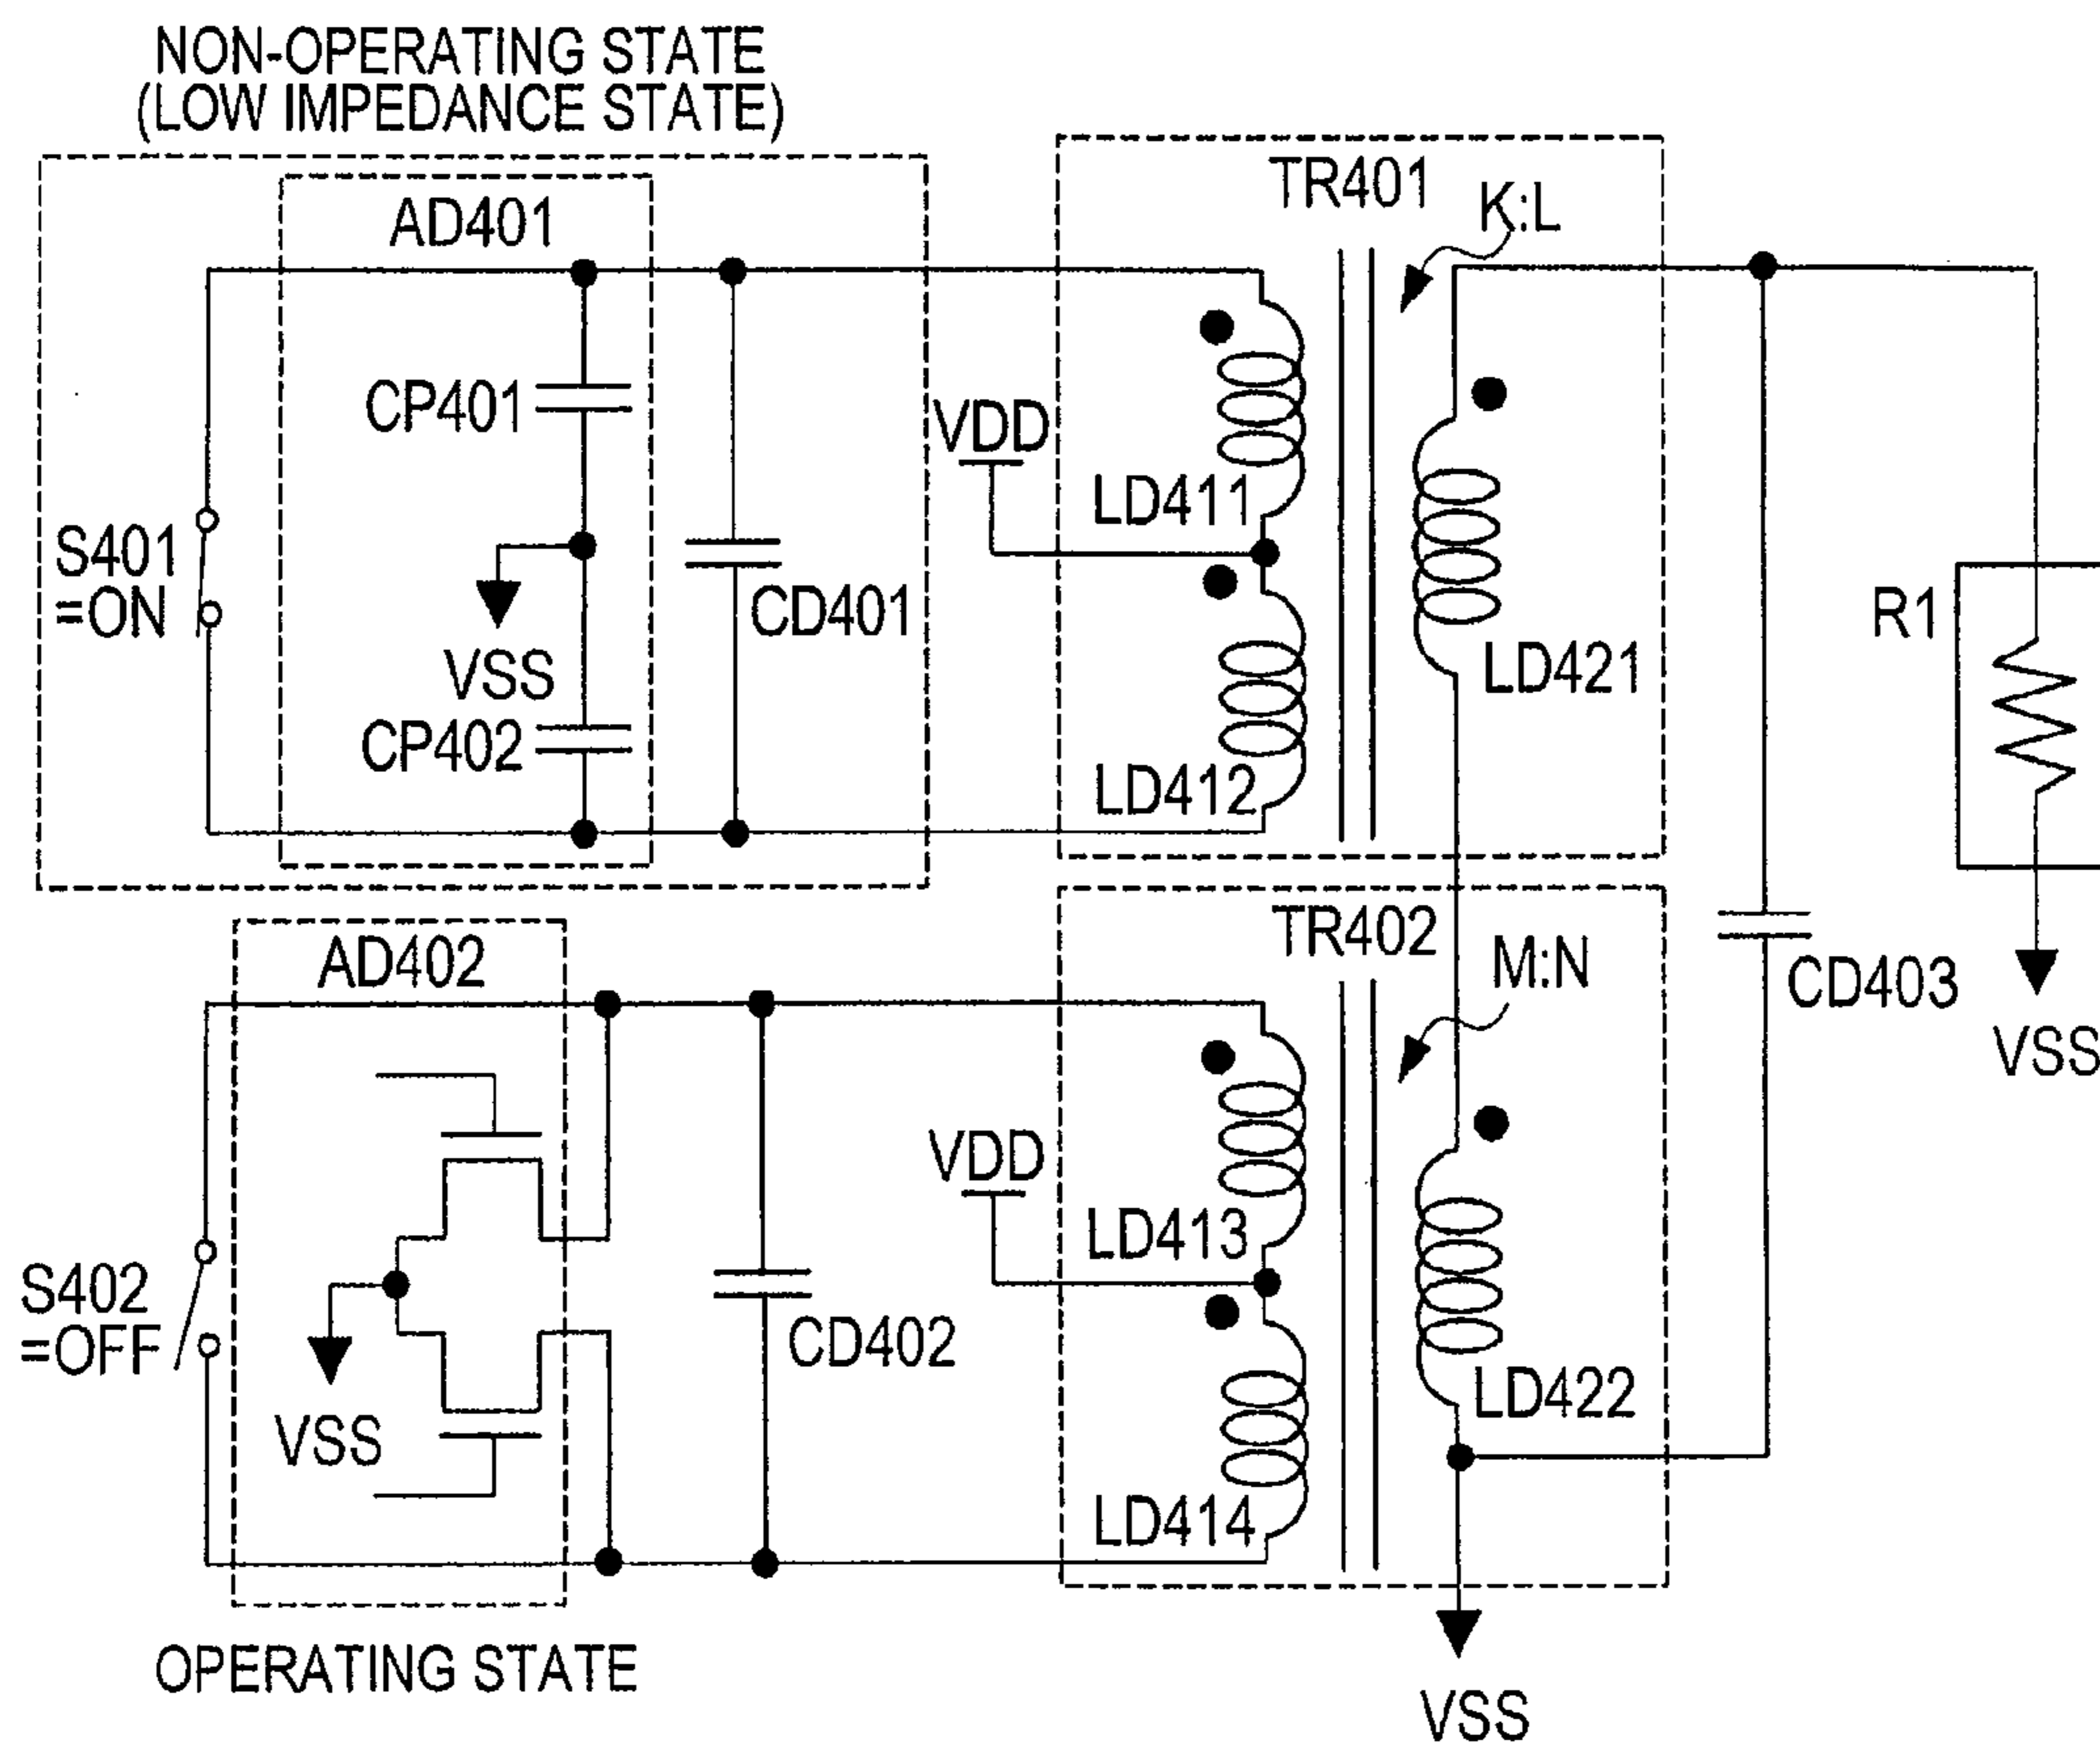 NON-OPERATING STATE
(LOW IMPEDANCE STATE)
TR401
K:L
AD401
CP401
VDD
LD411
S401
=ON
CD401
R1
VSS
LD421
CP402
LD412
TR402
M:N
AD402
CD403
VSS
VDD
LD413
S402
=OFF
CD402
LD422
VSS
LD414
OPERATING STATE
VSS